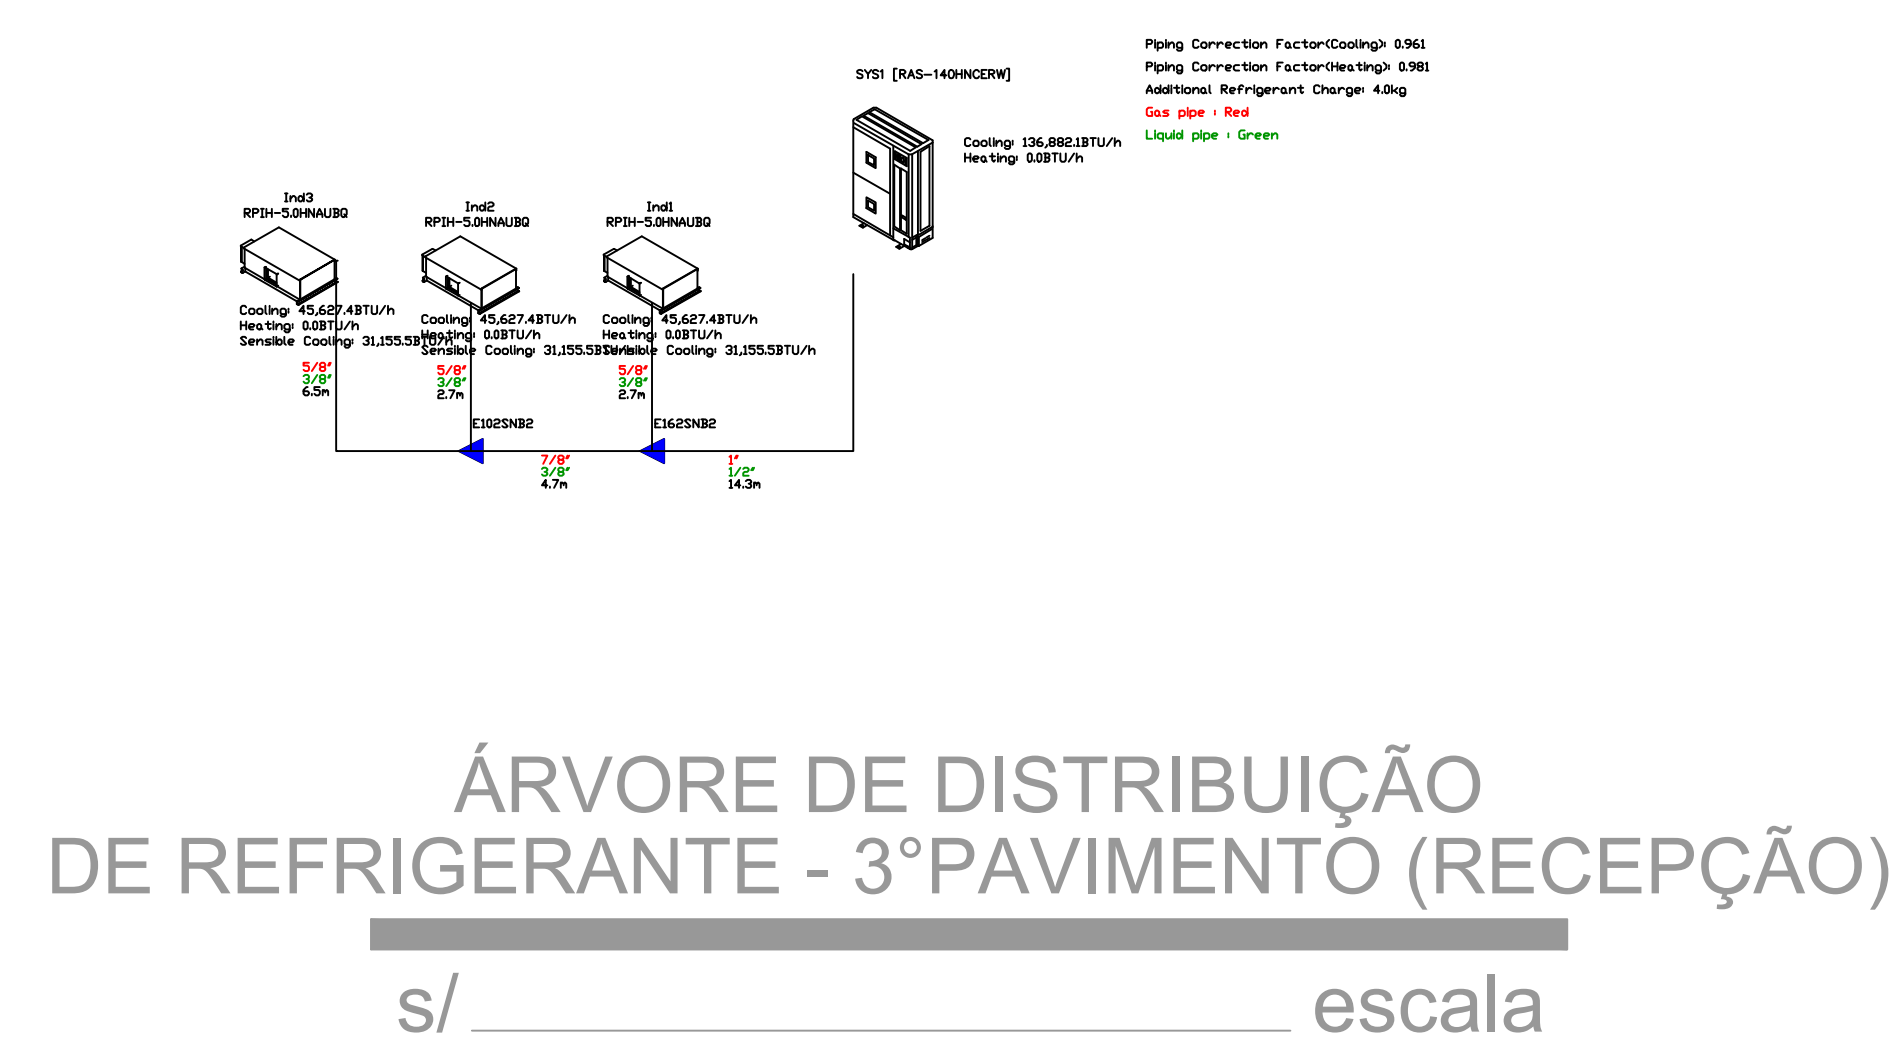 Piping Correction Factor(Cooling): 0.961
Piping Correction Factor(Heating): 0.981
Additional Refrigerant Charge: 4.0kg
Gas pipe : Red
Liquid pipe : Green
SYS1 [RAS-140HNCERW]
Cooling: 136,882.1BTU/h
Heating: 0.0BTU/h
Ind3
RPIH-5.0HNAUBQ
Cooling: 45,627.4BTU/h
Heating: 0.0BTU/h
Sensible Cooling: 31,155.5BTU/h
5/8"
3/8"
6.5m
Ind2
RPIH-5.0HNAUBQ
Cooling: 45,627.4BTU/h
Heating: 0.0BTU/h
Sensible Cooling: 31,155.5BTU/h
5/8"
3/8"
2.7m
Ind1
RPIH-5.0HNAUBQ
Cooling: 45,627.4BTU/h
Heating: 0.0BTU/h
Sensible Cooling: 31,155.5BTU/h
5/8"
3/8"
2.7m
E102SNB2
E162SNB2
7/8"
3/8"
4.7m
1"
1/2"
14.3m
ÁRVORE DE DISTRIBUIÇÃO
DE REFRIGERANTE - 3°PAVIMENTO (RECEPÇÃO)
s/ escala